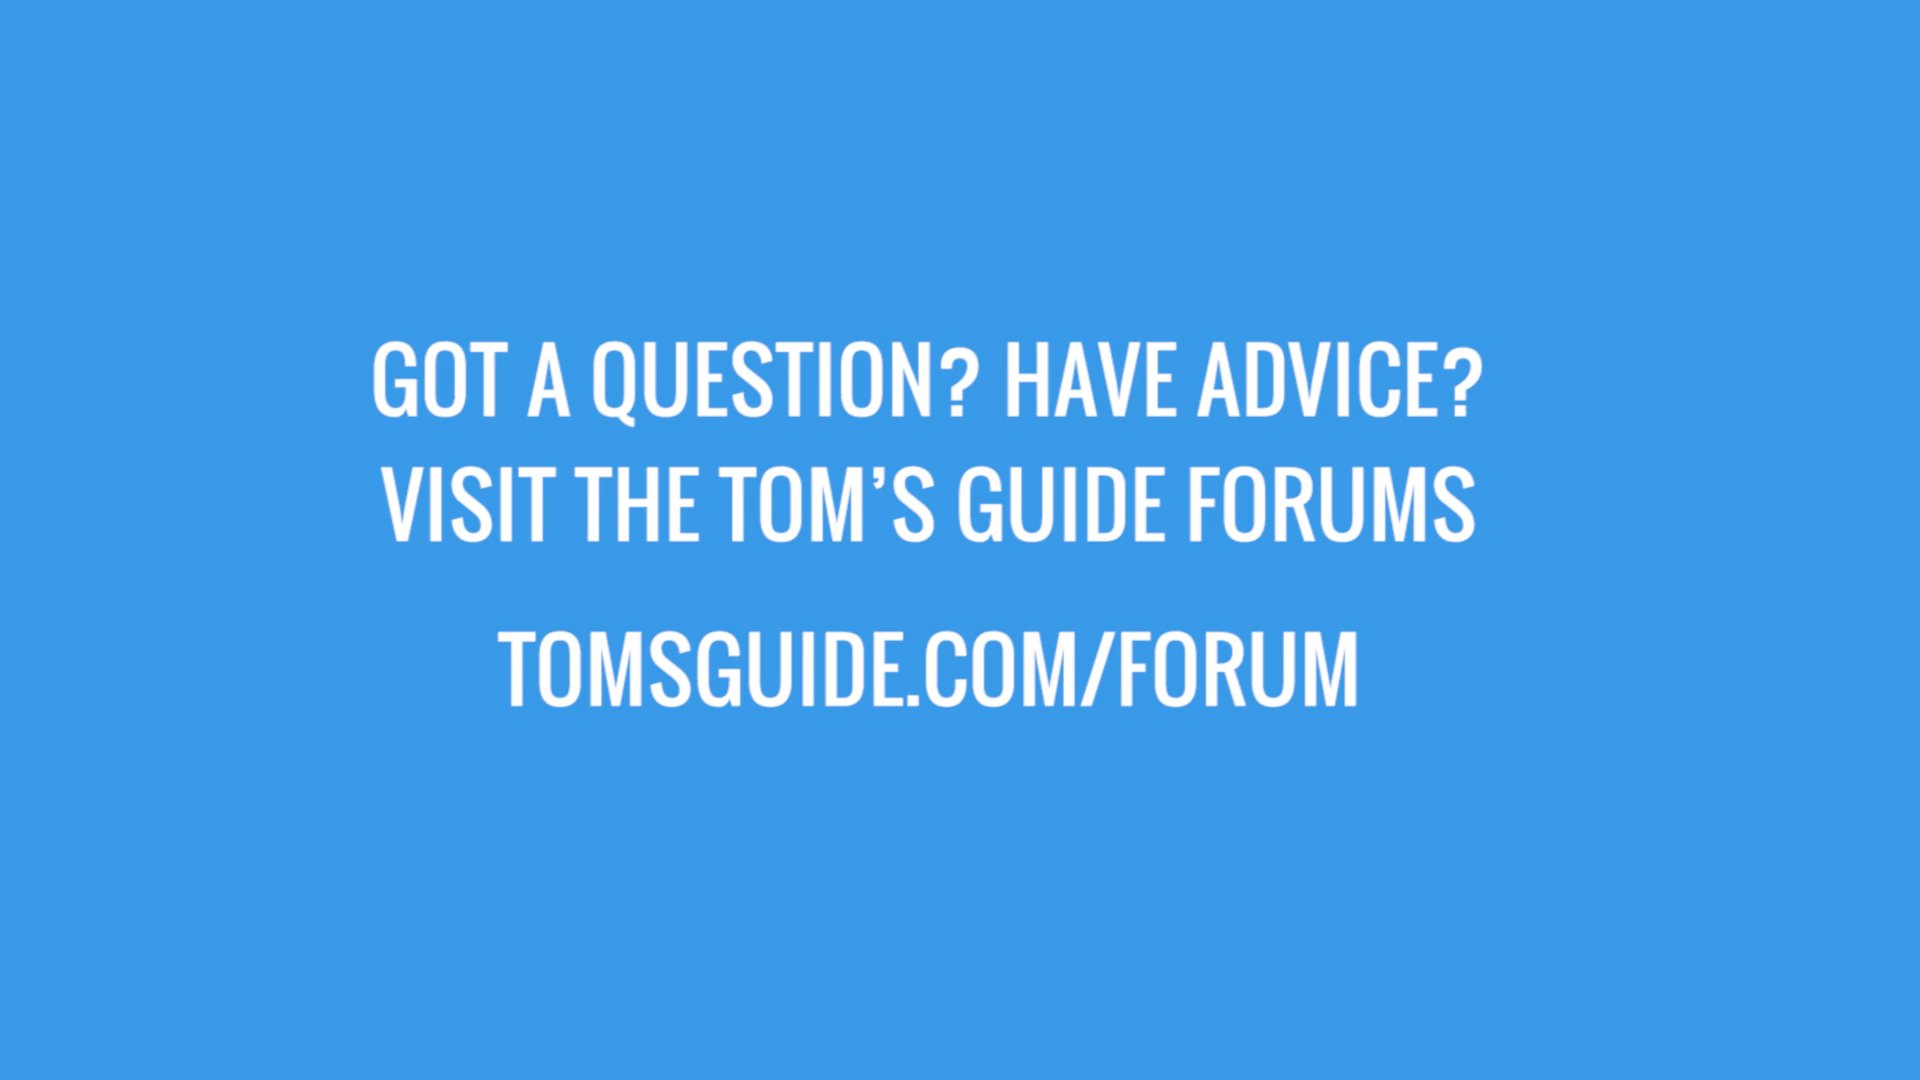 GOT A QUESTION? HAVE ADVICE?
VISIT THE TOM’S GUIDE FORUMS
TOMSGUIDE.COM/FORUM